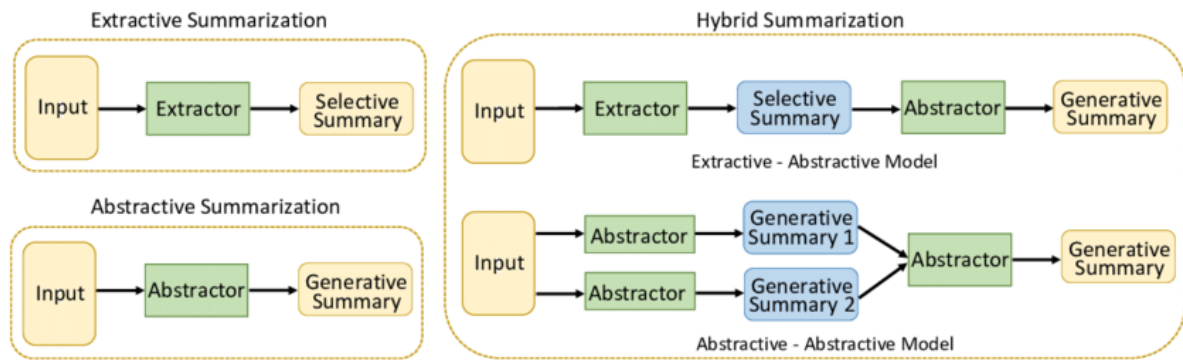 Extractive Summarization
Input
Extractor
Selective
Summary
Abstractive Summarization
Input
Abstractor
Generative
Summary
Hybrid Summarization
Input
Extractor
Selective
Summary
Abstractor
Generative
Summary
Extractive - Abstractive Model
Input
Abstractor
Generative
Summary 1
Abstractor
Generative
Summary 2
Abstractor
Generative
Summary
Abstractive - Abstractive Model